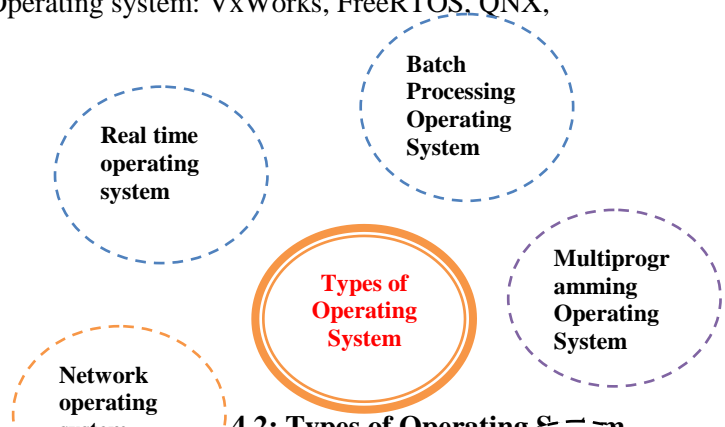 Operating system: VxWorks, FreeRTOS, QNX,
Batch
Processing
Operating
System
Real time
operating
system
Multiprogr
amming
Operating
System
Types of
Operating
System
Network
operating
4.2: Types of Operating